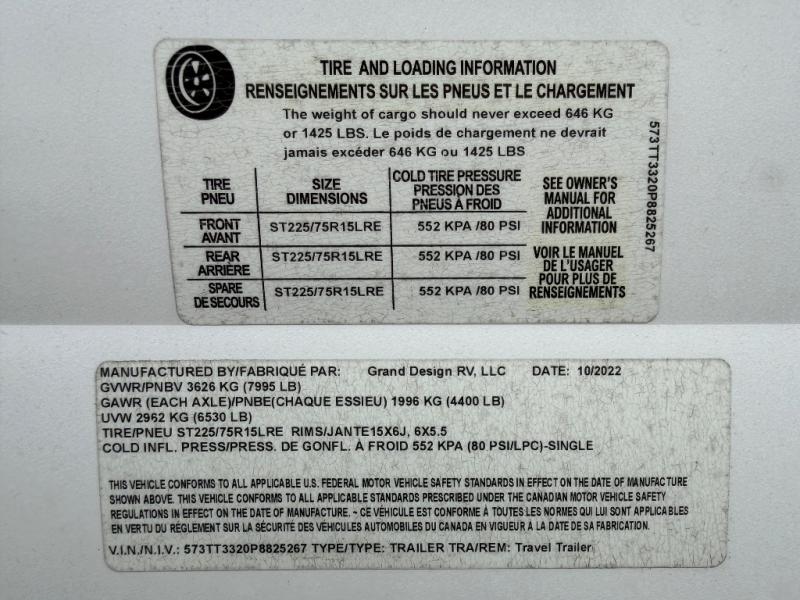 TIRE AND LOADING INFORMATION
RENSEIGNEMENTS SUR LES PNEUS ET LE CHARGEMENT
The weight of cargo should never exceed 646 KG
or 1425 LBS. Le poids de chargement ne devrait
jamais excéder 646 KG ou 1425 LBS
TIRE PNEU SIZE DIMENSIONS COLD TIRE PRESSURE PRESSION DES PNEUS À FROID
FRONT AVANT ST225/75R15LRE 552 KPA /80 PSI
REAR ARRIÈRE ST225/75R15LRE 552 KPA /80 PSI
SPARE DE SECOURS ST225/75R15LRE 552 KPA /80 PSI
SEE OWNER'S
MANUAL FOR
ADDITIONAL
INFORMATION
VOIR LE MANUEL
DE L'USAGER
POUR PLUS DE
RENSEIGNEMENTS
573TT3320P8825267
MANUFACTURED BY/FABRIQUÉ PAR: Grand Design RV, LLC DATE: 10/2022
GVWR/PNBV 3626 KG (7995 LB)
GAWR (EACH AXLE)/PNBE(CHAQUE ESSIEU) 1996 KG (4400 LB)
UVW 2962 KG (6530 LB)
TIRE/PNEU ST225/75R15LRE RIMS/JANTE15X6J, 6X5.5
COLD INFL. PRESS/PRESS. DE GONFL. À FROID 552 KPA (80 PSI/LPC)-SINGLE
THIS VEHICLE CONFORMS TO ALL APPLICABLE U.S. FEDERAL MOTOR VEHICLE SAFETY STANDARDS IN EFFECT ON THE DATE OF MANUFACTURE
SHOWN ABOVE. THIS VEHICLE CONFORMS TO ALL APPLICABLE STANDARDS PRESCRIBED UNDER THE CANADIAN MOTOR VEHICLE SAFETY
REGULATIONS IN EFFECT ON THE DATE OF MANUFACTURE. ~ CE VÉHICULE EST CONFORME À TOUTES LES NORMES QUI LUI SONT APPLICABLES
EN VERTU DU RÉGLEMENT SUR LA SÉCURITÉ DES VÉHICULES AUTOMOBILES DU CANADA EN VIGUEUR À LA DATE DE SA FABRICATION.
V.I.N./N.I.V.: 573TT3320P8825267 TYPE/TYPE: TRAILER TRA/REM: Travel Trailer